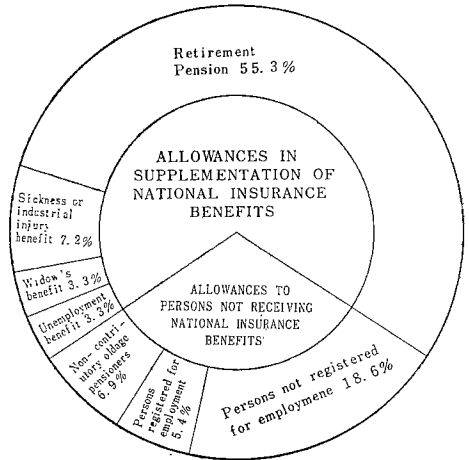 Retirement
Pension 55.3%
ALLOWANCES IN
SUPPLEMENTATION OF
NATIONAL INSURANCE
BENEFITS
Sickness or
industrial
injury
benefit 7.2%
Widow's
benefit 3.3%
Unemployment
benefit 3.3%
Non-contri-
utory oldage
pensioners
6.9%
Persons
registered for
employment
5.4%
Persons not registered
for employmene 18.6%
ALLOWANCES TO
PERSONS NOT RECEIVING
NATIONAL INSURANCE
BENEFITS'